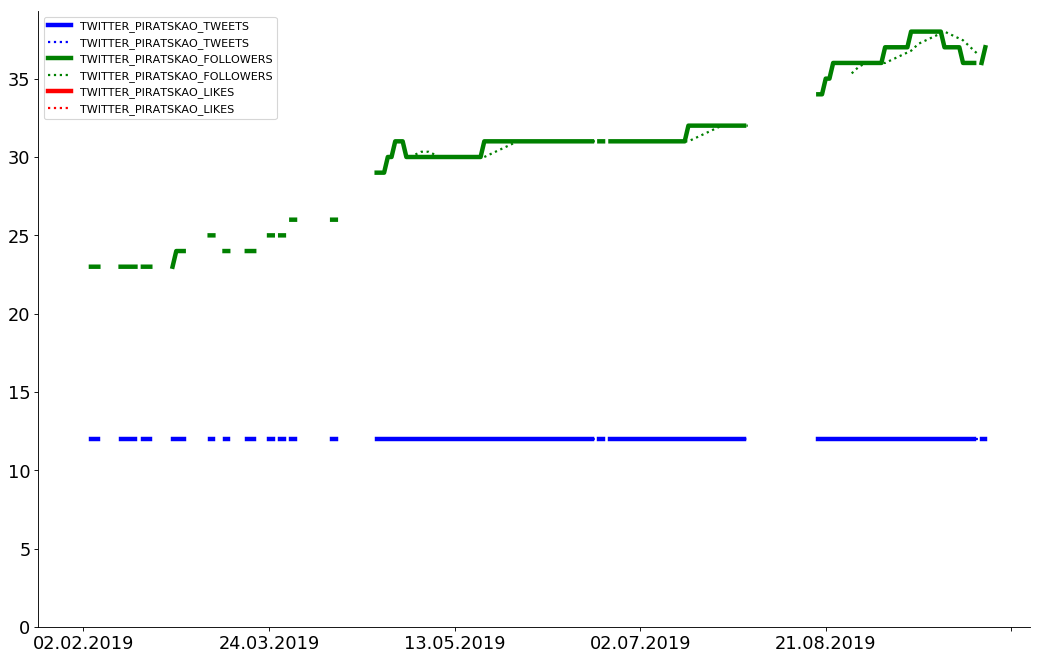 TWITTER_PIRATSKAO_TWEETS
TWITTER_PIRATSKAO_TWEETS
TWITTER_PIRATSKAO_FOLLOWERS
TWITTER_PIRATSKAO_FOLLOWERS
TWITTER_PIRATSKAO_LIKES
TWITTER_PIRATSKAO_LIKES
35
30
25
20
15
10
5
0
02.02.2019 24.03.2019 13.05.2019 02.07.2019 21.08.2019